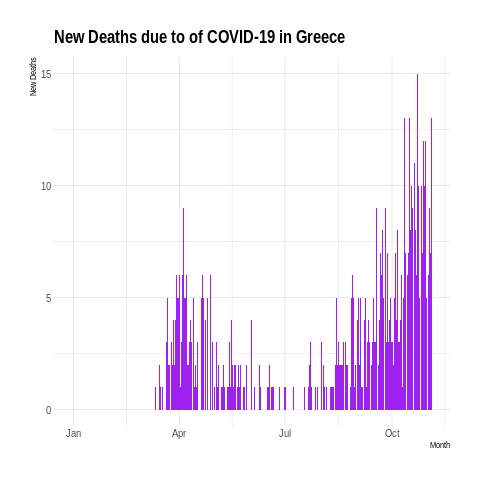 New Deaths due to of COVID-19 in Greece
New Deaths
15
10
5
0
Jan Apr Jul Oct
Month